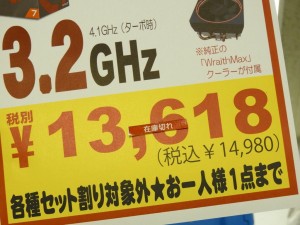 7
4.1GHz (ターボ時)
3.2GHz
※純正の
「WraithMax」
クーラーが付属
税別
¥13,618
在庫切れ
(税込¥14,980)
各種セット割り対象外★お一人様1点まで